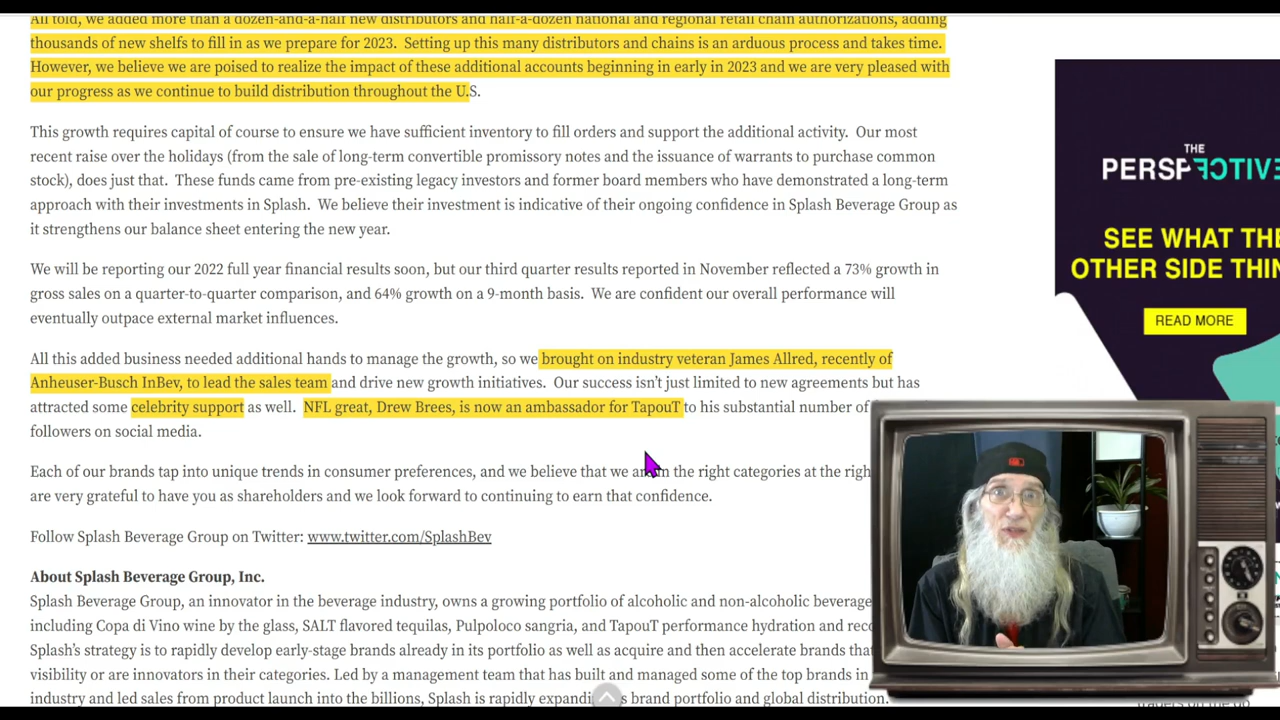 All told, we added more than a dozen-and-a-half new distributors and half-a-dozen national and regional retail chain authorizations, adding
thousands of new shelfs to fill in as we prepare for 2023. Setting up this many distributors and chains is an arduous process and takes time.
However, we believe we are poised to realize the impact of these additional accounts beginning in early in 2023 and we are very pleased with
our progress as we continue to build distribution throughout the U.S.
This growth requires capital of course to ensure we have sufficient inventory to fill orders and support the additional activity. Our most
recent raise over the holidays (from the sale of long-term convertible promissory notes and the issuance of warrants to purchase common
stock), does just that. These funds came from pre-existing legacy investors and former board members who have demonstrated a long-term
approach with their investments in Splash. We believe their investment is indicative of their ongoing confidence in Splash Beverage Group as
it strengthens our balance sheet entering the new year.
We will be reporting our 2022 full year financial results soon, but our third quarter results reported in November reflected a 73% growth in
gross sales on a quarter-to-quarter comparison, and 64% growth on a 9-month basis. We are confident our overall performance will
eventually outpace external market influences.
All this added business needed additional hands to manage the growth, so we brought on industry veteran James Allred, recently of
Anheuser-Busch InBev, to lead the sales team and drive new growth initiatives. Our success isn't just limited to new agreements but has
attracted some celebrity support as well. NFL great, Drew Brees, is now an ambassador for TapouT to his substantial number of
followers on social media.
Each of our brands tap into unique trends in consumer preferences, and we believe that we in the right categories at the
are very grateful to have you as shareholders and we look forward to continuing to earn that confidence.
Follow Splash Beverage Group on Twitter: www.twitter.com/SplashBev
About Splash Beverage Group, Inc.
Splash Beverage Group, an innovator in the beverage industry, owns a growing portfolio of alcoholic and non-alcoholic beverage
including Copa di Vino wine by the glass, SALT flavored tequilas, Pulpoloco sangria, and TapouT performance hydration and
Splash's strategy is to rapidly develop early-stage brands already in its portfolio as well as acquire and then accelerate brands
visibility or are innovators in their categories. Led by a management team that has built and managed some of the top brands in
industry and led sales from product launch into the billions, Splash is rapidly brand portfolio and global distribution.
THE
SEE WHAT THE
OTHER SIDE
READ MORE